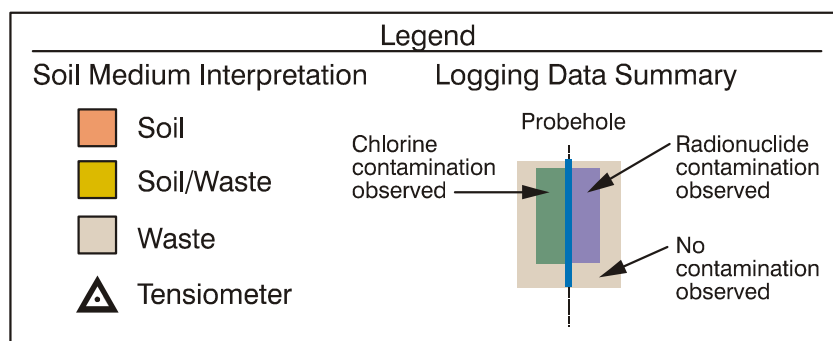 Legend
Soil Medium Interpretation
Soil
Soil/Waste
Waste
Tensiometer
Logging Data Summary
Probehole
Chlorine
contamination
observed
Radionuclide
contamination
observed
No
contamination
observed